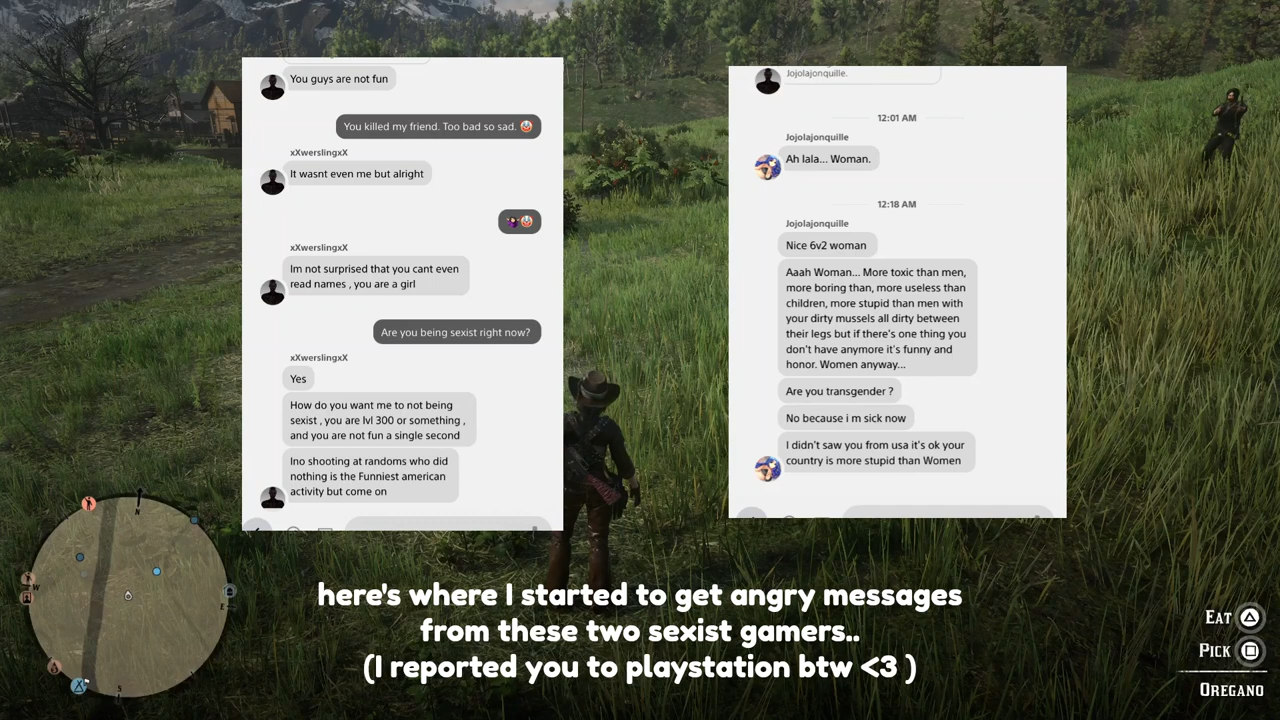 You guys are not fun
You killed my friend. Too bad so sad. 🤡
xXwerslingxX
It wasnt even me but alright
🤷🏻‍♀️🤡
xXwerslingxX
Im not surprised that you cant even
read names , you are a girl
Are you being sexist right now?
xXwerslingxX
Yes
How do you want me to not being
sexist , you are lvl 300 or something ,
and you are not fun a single second
Ino shooting at randoms who did
nothing is the Funniest american
activity but come on
Jojolajonquille.
12:01 AM
Jojolajonquille
Ah lala... Woman.
12:18 AM
Jojolajonquille
Nice 6v2 woman
Aaah Woman... More toxic than men,
more boring than, more useless than
children, more stupid than men with
your dirty mussels all dirty between
their legs but if there's one thing you
don't have anymore it's funny and
honor. Women anyway...
Are you transgender ?
No because i m sick now
I didn't saw you from usa it's ok your
country is more stupid than Women
N
W
E
S
here's where I started to get angry messages
from these two sexist gamers..
(I reported you to playstation btw <3 )
EAT
PICK
OREGANO